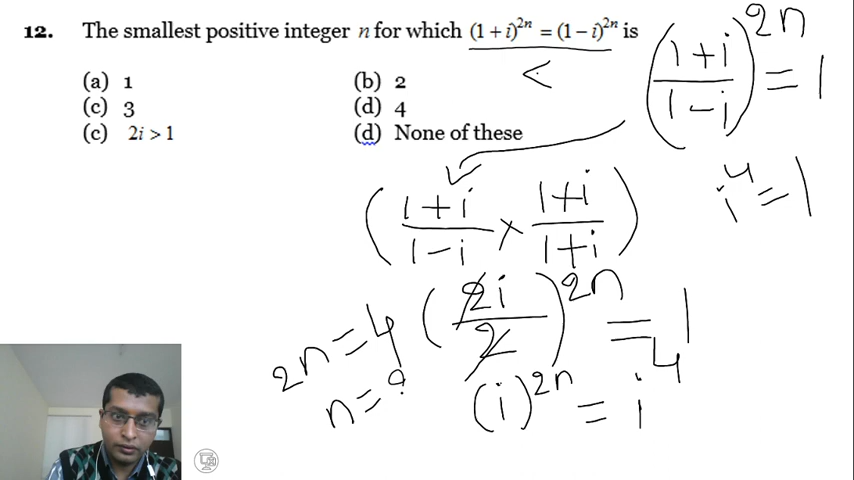 12. The smallest positive integer n for which (1 + i)^2n = (1 – i)^2n is
(a) 1
(b) 2
(c) 3
(d) 4
(c) 2i > 1
(d) None of these
((1+i)/(1-i))^2n = 1
i^4 = 1
((1+i)/(1-i) × (1+i)/(1+i))
(2i/2)^2n = 1
2n = 4
(i)^2n = i^4
n = ?